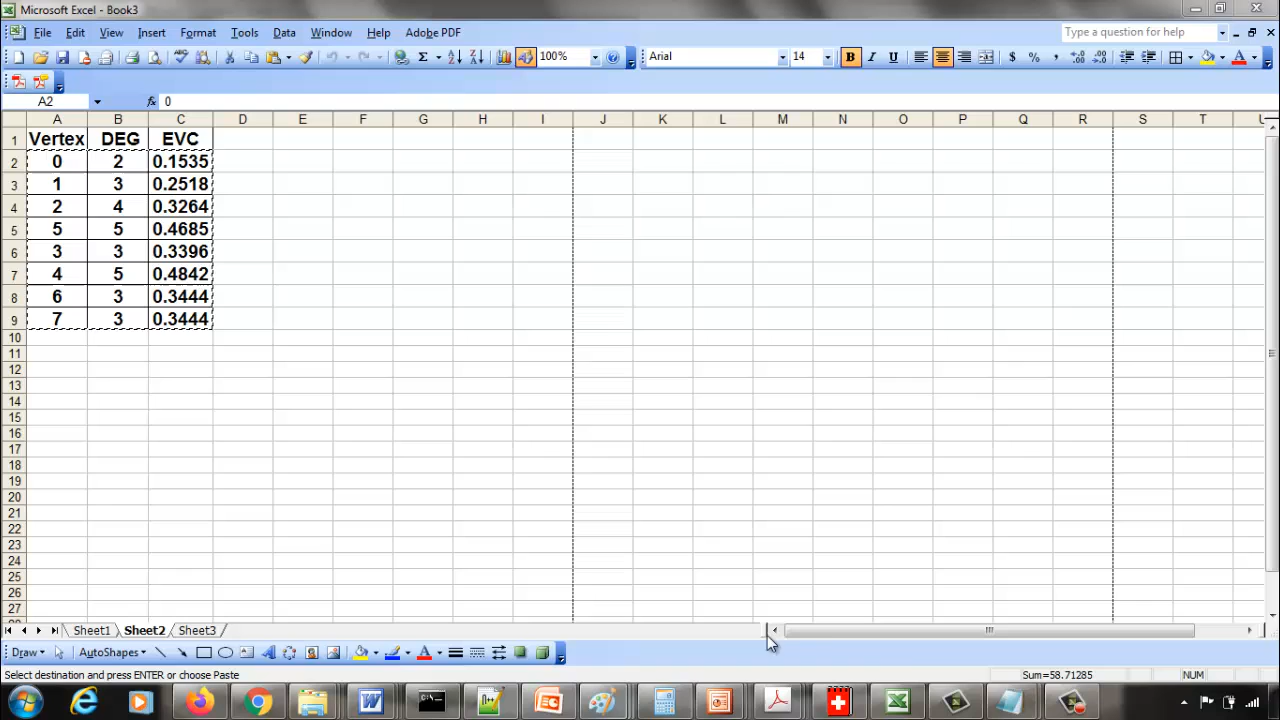 Microsoft Excel - Book3
File Edit View Insert Format Tools Data Window Help Adobe PDF
Type a question for help
100%
Arial 14 B I U $ % ,
A2 fx 0
A B C D E F G H I J K L M N O P Q R S T U
1 Vertex DEG EVC
2 0 2 0.1535
3 1 3 0.2518
4 2 4 0.3264
5 5 5 0.4685
6 3 3 0.3396
7 4 5 0.4842
8 6 3 0.3444
9 7 3 0.3444
10
11
12
13
14
15
16
17
18
19
20
21
22
23
24
25
26
27
Sheet1 Sheet2 Sheet3
Draw AutoShapes
Select destination and press ENTER or choose Paste
Sum=58.71285
NUM